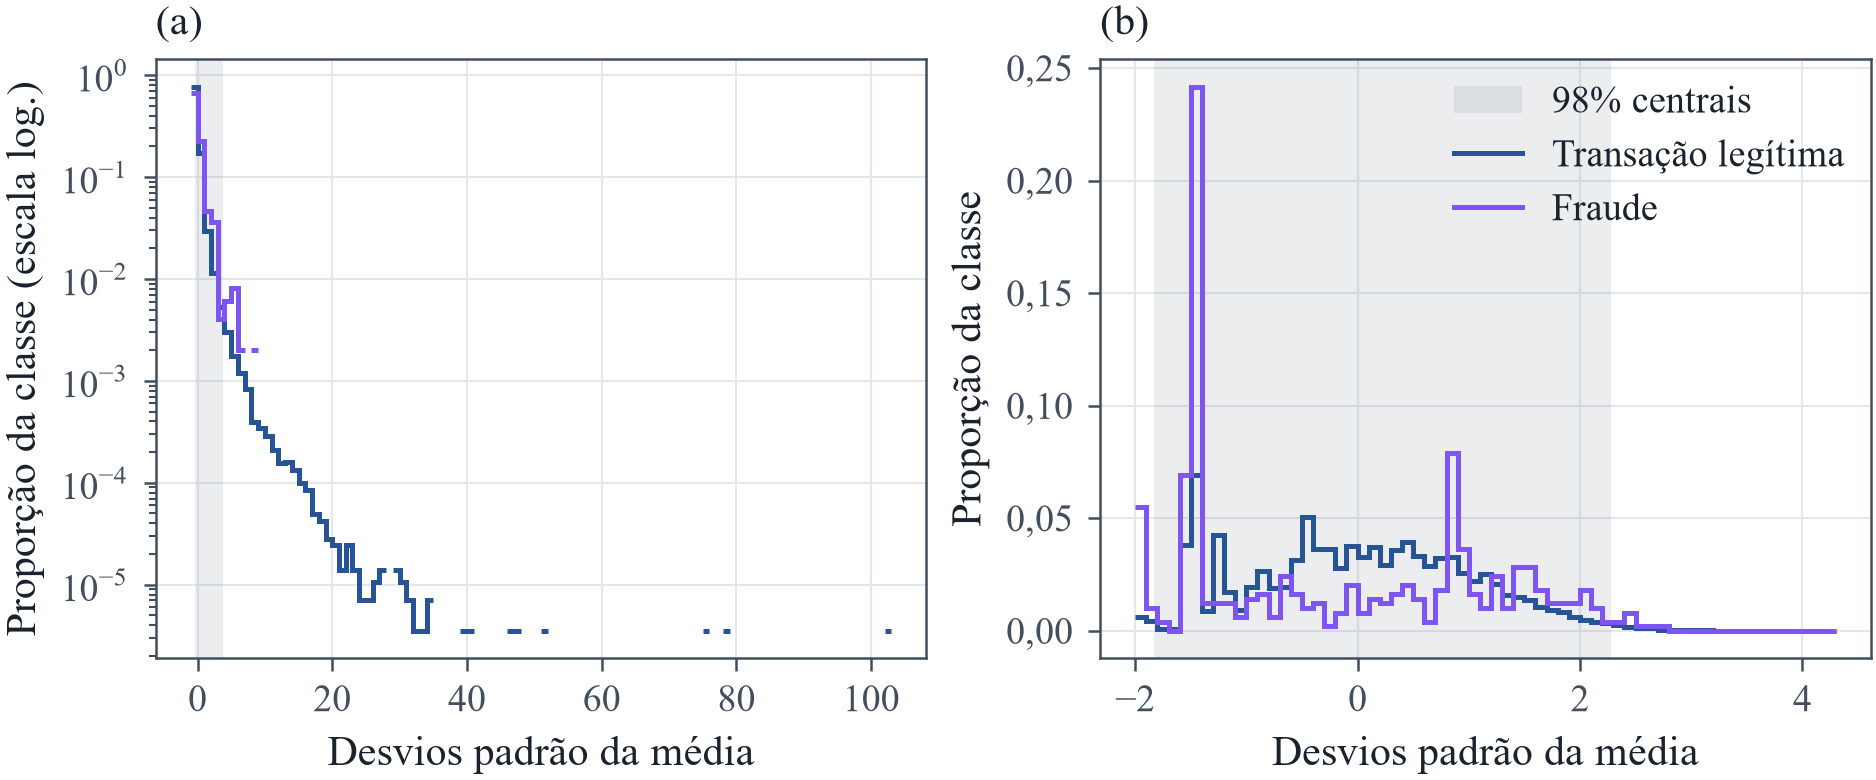 (a)
Proporção da classe (escala log.)
10⁰
10⁻¹
10⁻²
10⁻³
10⁻⁴
10⁻⁵
0 20 40 60 80 100
Desvios padrão da média
(b)
Proporção da classe
0,25
0,20
0,15
0,10
0,05
0,00
98% centrais
Transação legítima
Fraude
−2 0 2 4
Desvios padrão da média